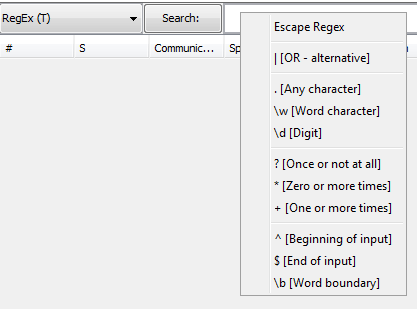 RegEx (T) Search:
# S Communic... Sp
Escape Regex
| [OR - alternative]
. [Any character]
\w [Word character]
\d [Digit]
? [Once or not at all]
* [Zero or more times]
+ [One or more times]
^ [Beginning of input]
$ [End of input]
\b [Word boundary]